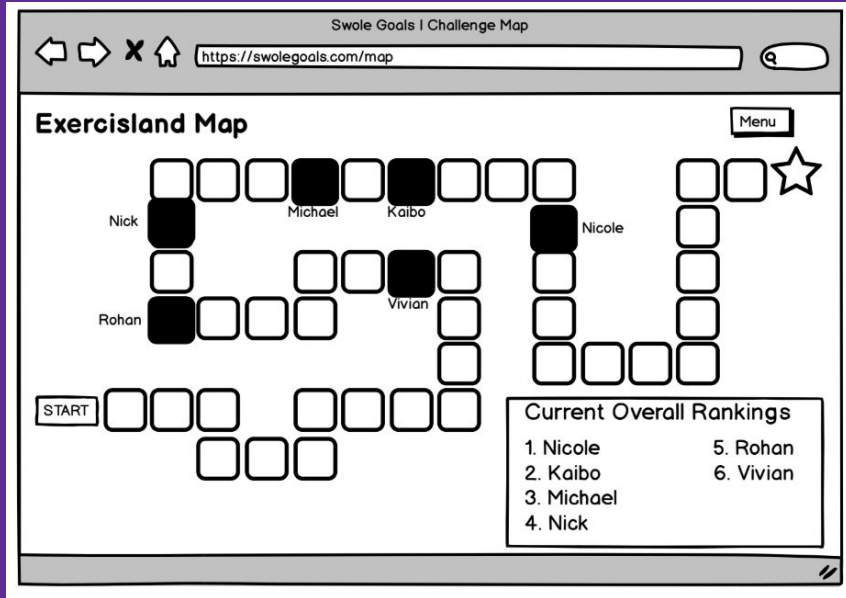 Swole Goals | Challenge Map
https://swolegoals.com/map
Exercisland Map
Menu
Michael
Kaibo
Nick
Nicole
Vivian
Rohan
START
Current Overall Rankings
1. Nicole
2. Kaibo
3. Michael
4. Nick
5. Rohan
6. Vivian